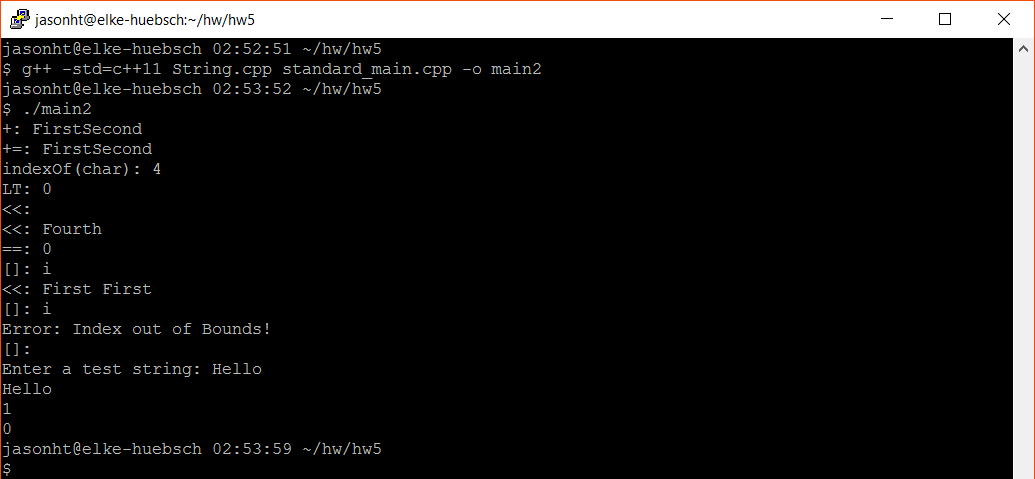 jasonht@elke-huebsch:~/hw/hw5
jasonht@elke-huebsch 02:52:51 ~/hw/hw5
$ g++ -std=c++11 String.cpp standard_main.cpp -o main2
jasonht@elke-huebsch 02:53:52 ~/hw/hw5
$ ./main2
+: FirstSecond
+=: FirstSecond
indexOf(char): 4
LT: 0
<<:
<<: Fourth
==: 0
[]: i
<<: First First
[]: i
Error: Index out of Bounds!
[]:
Enter a test string: Hello
Hello
1
0
jasonht@elke-huebsch 02:53:59 ~/hw/hw5
$